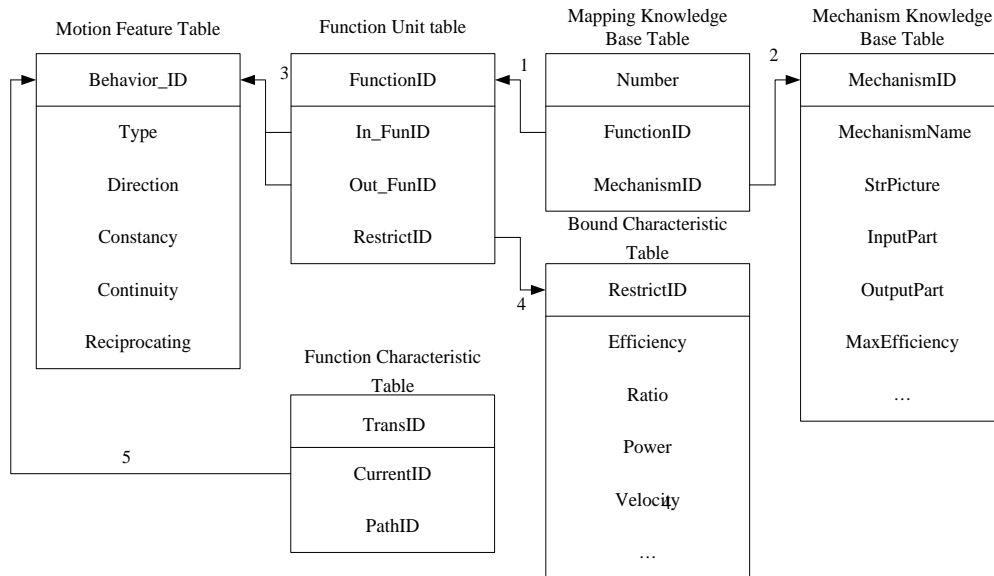 Motion Feature Table
Behavior_ID
Type
Direction
Constancy
Continuity
Reciprocating
3
Function Unit table
FunctionID
In_FunID
Out_FunID
RestrictID
1
Mapping Knowledge
Base Table
Number
FunctionID
MechanismID
2
Mechanism Knowledge
Base Table
MechanismID
MechanismName
StrPicture
InputPart
OutputPart
MaxEfficiency
…
4
Bound Characteristic
Table
RestrictID
Efficiency
Ratio
Power
Velocity
4
…
5
Function Characteristic
Table
TransID
CurrentID
PathID